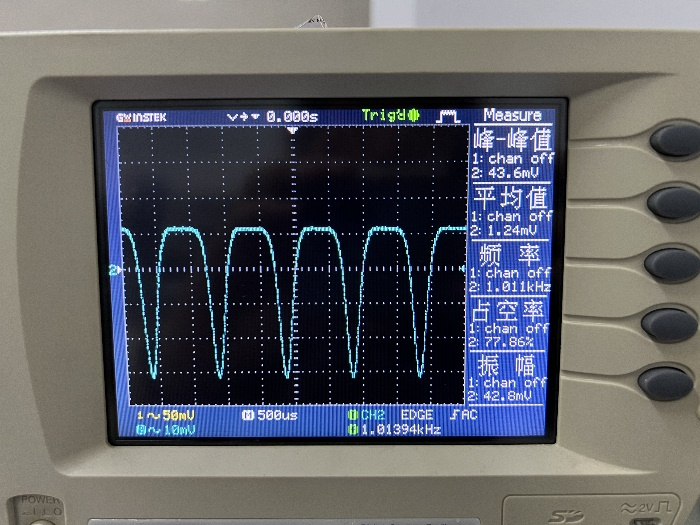 GWINSTEK 0.000s Trig'd Measure
峰-峰值
1: chan off
2: 43.6mV
平均值
1: chan off
2: 1.24mV
频 率
1: chan off
2: 1.011kHz
占空率
1: chan off
2: 77.86%
振 幅
1: chan off
2: 42.8mV
2
1 ~ 50mV M 500us CH2 EDGE AC
2 ~ 10mV 1.01394kHz
POWER
SD
≈2V